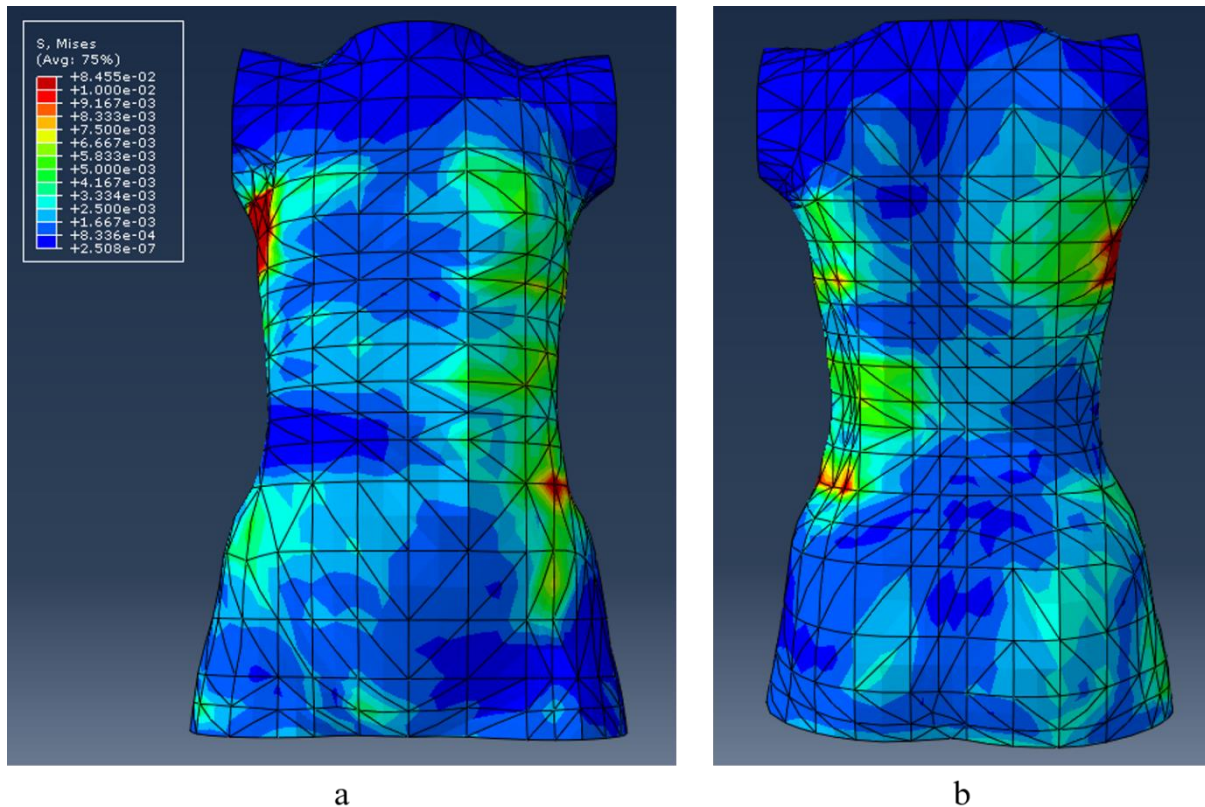 S, Mises
(Avg: 75%)
+8.455e-02
+1.000e-02
+9.167e-03
+8.333e-03
+7.500e-03
+6.667e-03
+5.833e-03
+5.000e-03
+4.167e-03
+3.334e-03
+2.500e-03
+1.667e-03
+8.336e-04
+2.508e-07
a
b